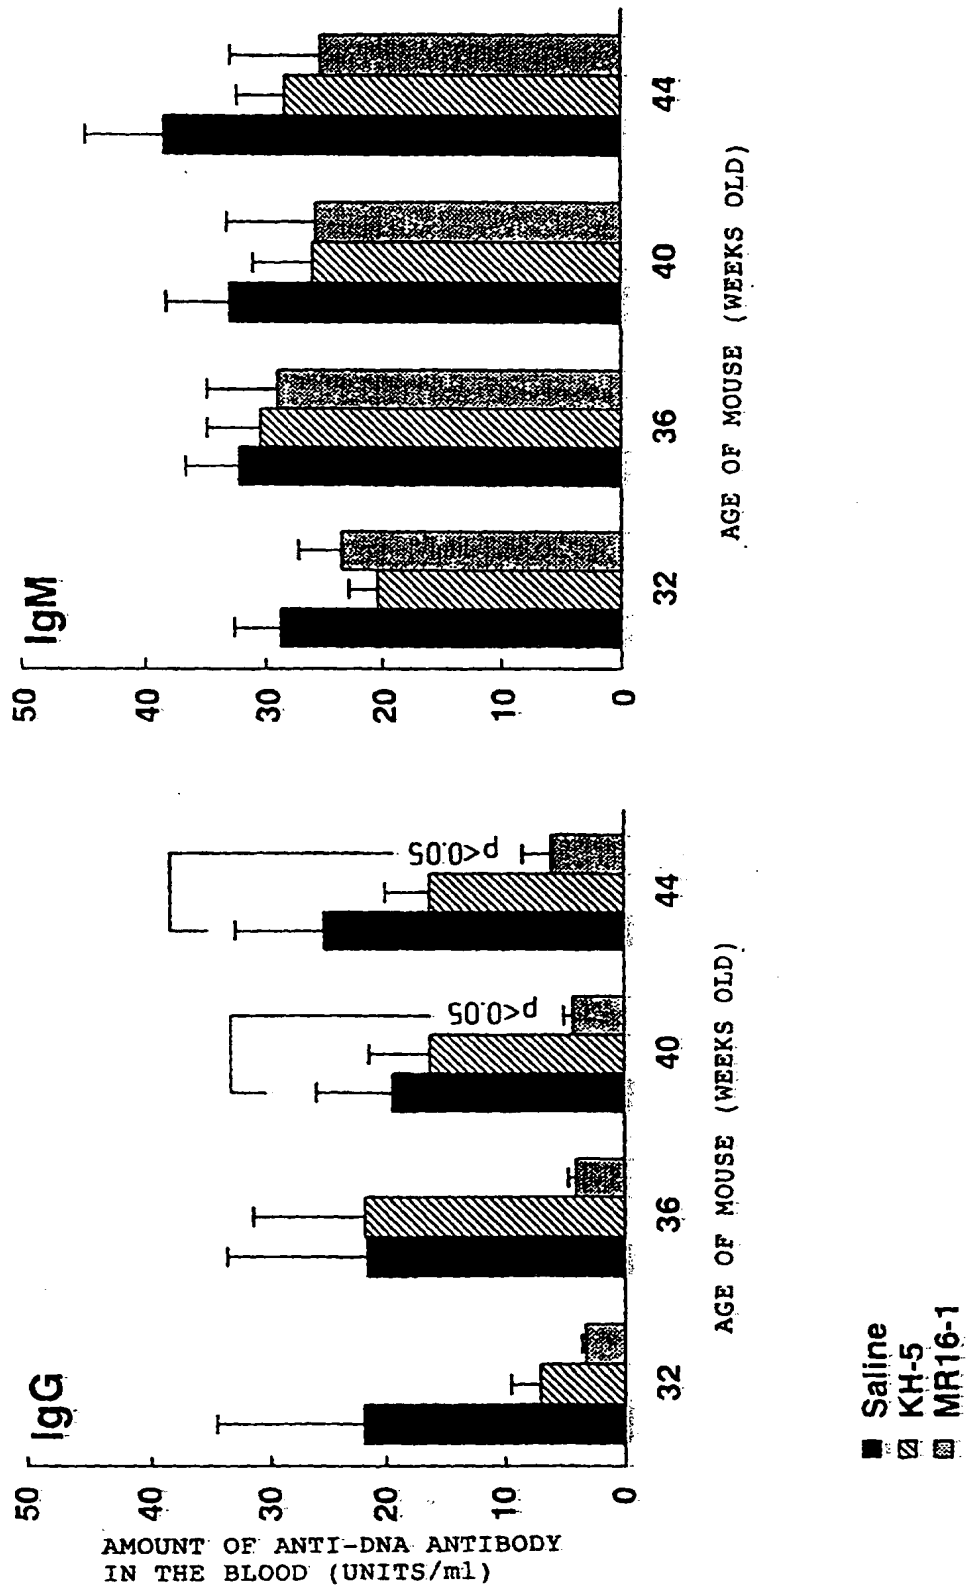 IgG
50
40
30
20
10
0
AMOUNT OF ANTI-DNA ANTIBODY
IN THE BLOOD (UNITS/ml)
p<0.05
p<0.05
32
36
40
44
AGE OF MOUSE (WEEKS OLD)
IgM
50
40
30
20
10
0
32
36
40
44
AGE OF MOUSE (WEEKS OLD)
Saline
KH-5
MR16-1